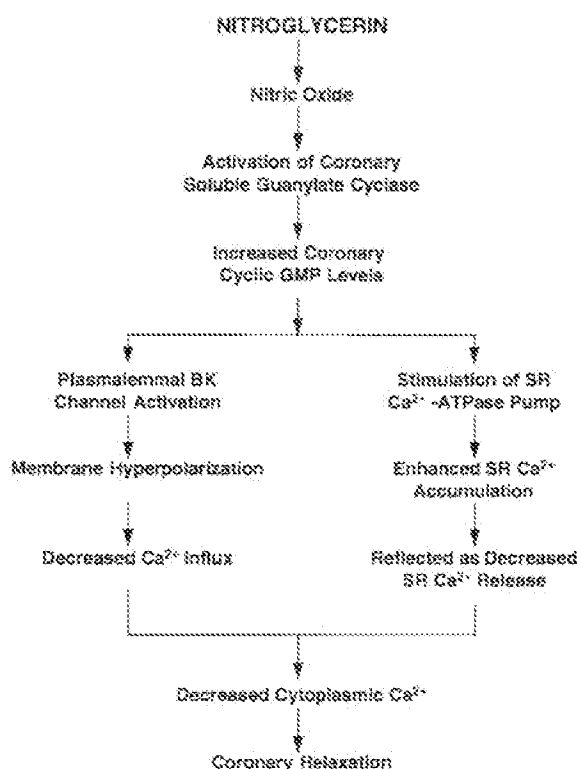 NITROGLYCERIN
Nitric Oxide
Activation of Coronary
Soluble Guanylate Cyclase
Increased Coronary
Cyclic GMP Levels
Plasmalemmal BK
Channel Activation
Stimulation of SR
Ca²⁺ -ATPase Pump
Membrane Hyperpolarization
Enhanced SR Ca²⁺
Accumulation
Decreased Ca²⁺ Influx
Reflected as Decreased
SR Ca²⁺ Release
Decreased Cytoplasmic Ca²⁺
Coronary Relaxation